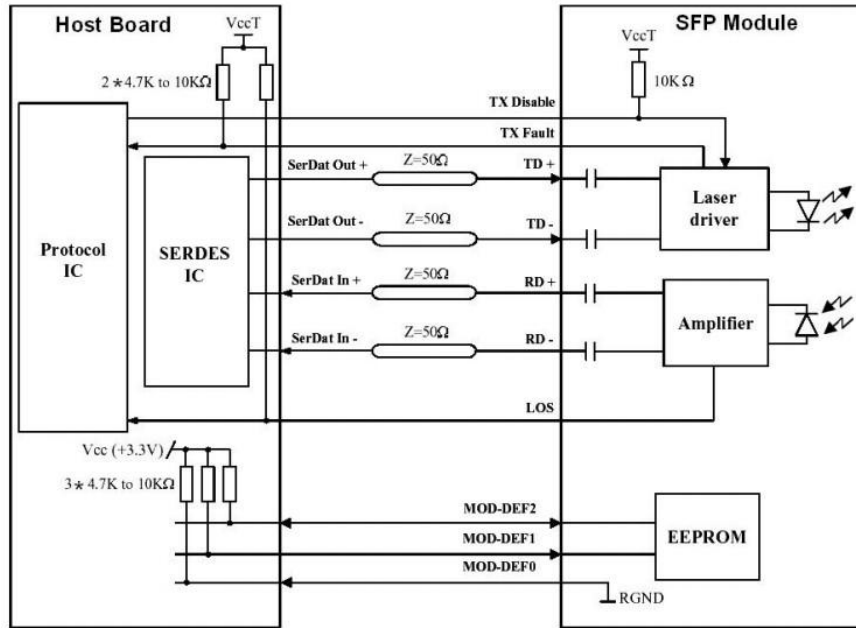 Host Board
SFP Module
VccT
VccT
2*4.7K to 10KΩ
10KΩ
TX Disable
TX Fault
SerDat Out +
Z=50Ω
TD +
SerDat Out -
Z=50Ω
TD -
Laser driver
Protocol IC
SERDES IC
SerDat In +
Z=50Ω
RD +
SerDat In -
Z=50Ω
RD -
Amplifier
LOS
Vcc (+3.3V)
3*4.7K to 10KΩ
MOD-DEF2
MOD-DEF1
MOD-DEF0
EEPROM
RGND